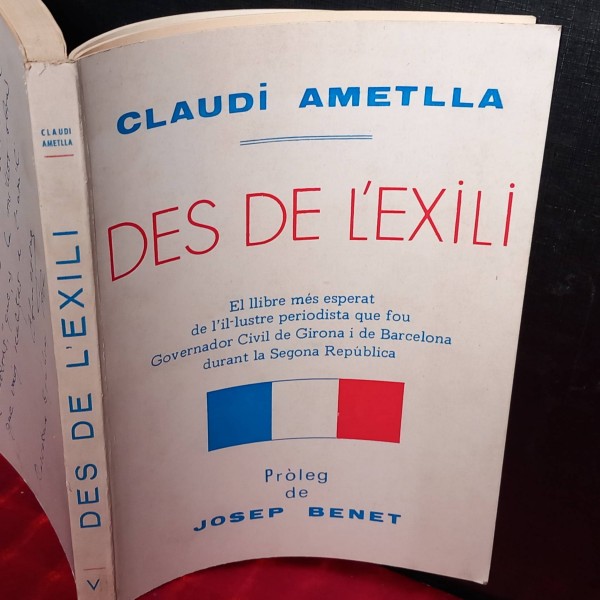 CLAUDi AMETLLA
DES DE L'EXiLi
El llibre més esperat
de l'il-lustre periodista que fou
Governador Civil de Girona i de Barcelona
durant la Segona República
Pròleg
de
JOSEP BENET
CLAUDI
AMETLLA
DES DE L'EXILI
V